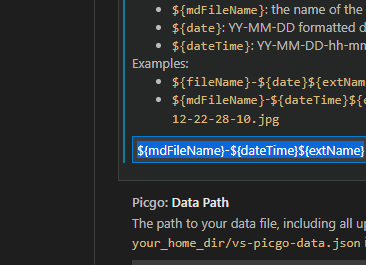 • ${mdFileName}: the name of the
• ${date}: YY-MM-DD formatted d
• ${dateTime}: YY-MM-DD-hh-mm
Examples:
• ${fileName}-${date}${extNam
• ${mdFileName}-${dateTime}${e
12-22-28-10.jpg
${mdFileName}-${dateTime}${extName}
Picgo: Data Path
The path to your data file, including all up
your_home_dir/vs-picgo-data.json i